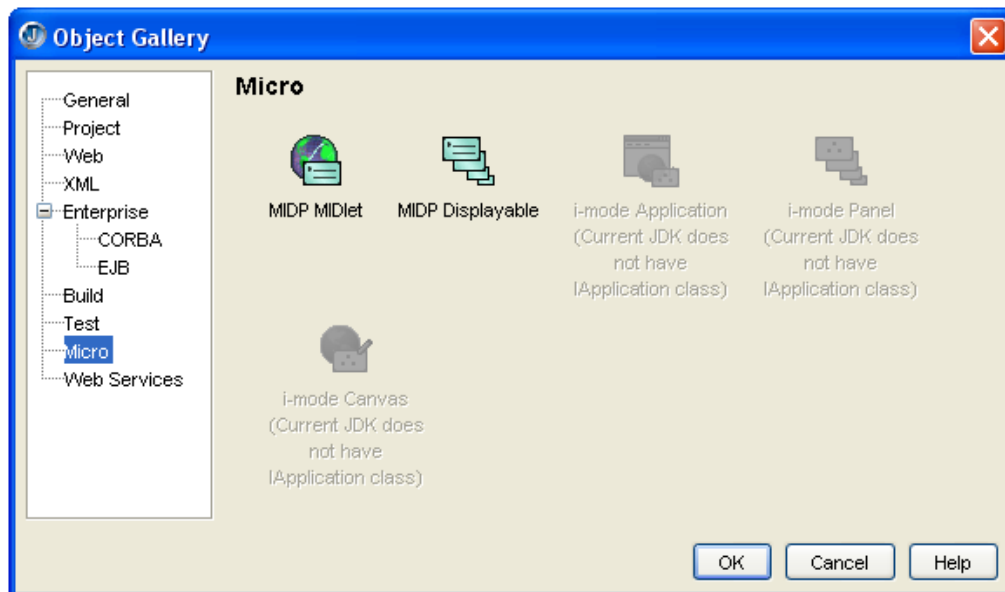 Object Gallery
General
Project
Web
XML
Enterprise
CORBA
EJB
Build
Test
Micro
Web Services
Micro
MIDP MIDlet
MIDP Displayable
i-mode Application
(Current JDK does
not have
IApplication class)
i-mode Panel
(Current JDK does
not have
IApplication class)
i-mode Canvas
(Current JDK does
not have
IApplication class)
OK
Cancel
Help